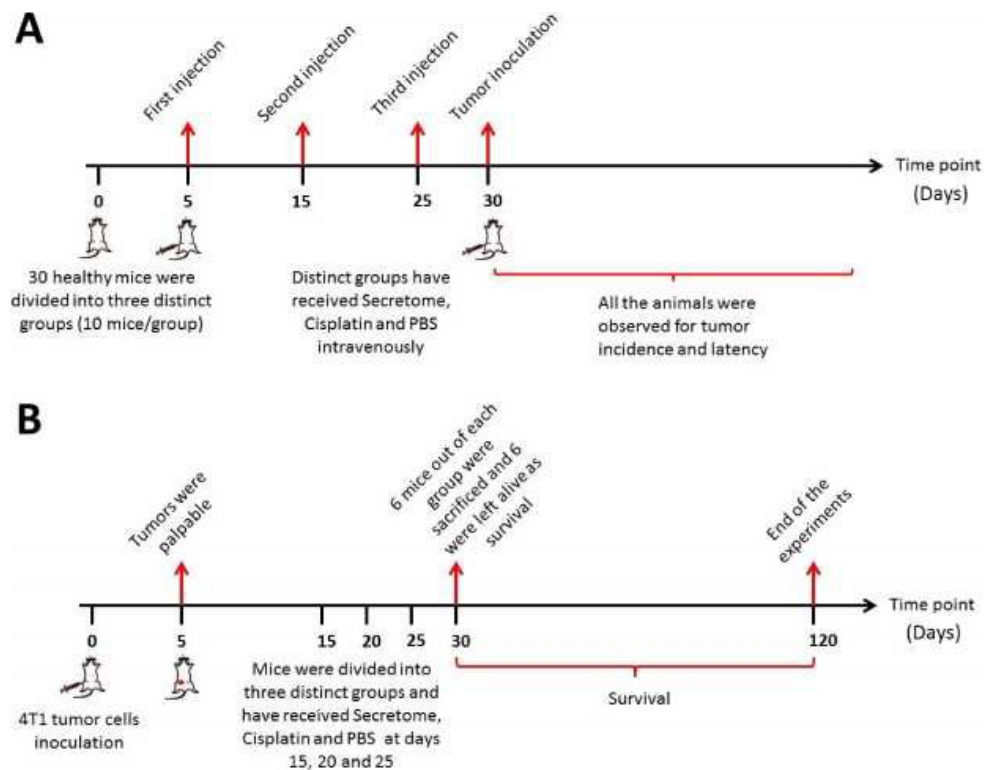 A
First injection
Second injection
Third injection
Tumor inoculation
Time point
(Days)
0
5
15
25
30
30 healthy mice were
divided into three distinct
groups (10 mice/group)
Distinct groups have
received Secretome,
Cisplatin and PBS
intravenously
All the animals were
observed for tumor
incidence and latency
B
Tumors were
palpable
6 mice out of each
group were
sacrificed and 6
were left alive as
survival
End of the
experiments
Time point
(Days)
0
5
15
20
25
30
120
4T1 tumor cells
inoculation
Mice were divided into
three distinct groups and
have received Secretome,
Cisplatin and PBS at days
15, 20 and 25
Survival